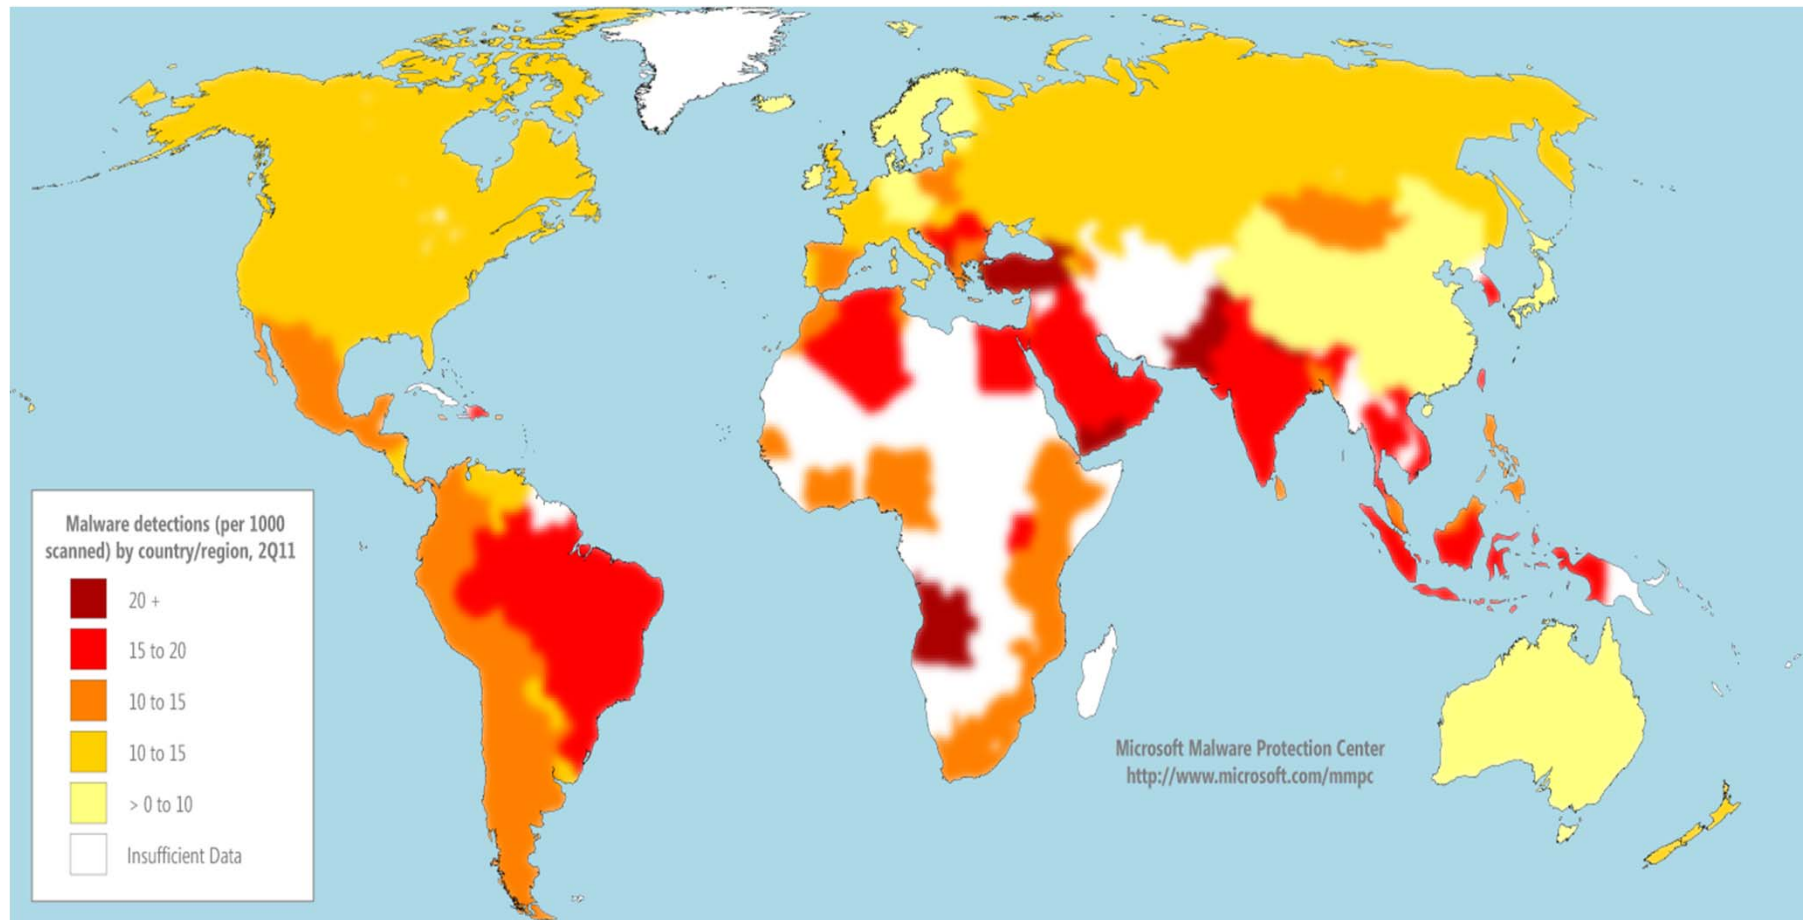 Malware detections (per 1000
scanned) by country/region, 2Q11
20 +
15 to 20
10 to 15
10 to 15
> 0 to 10
Insufficient Data
Microsoft Malware Protection Center
http://www.microsoft.com/mmpc